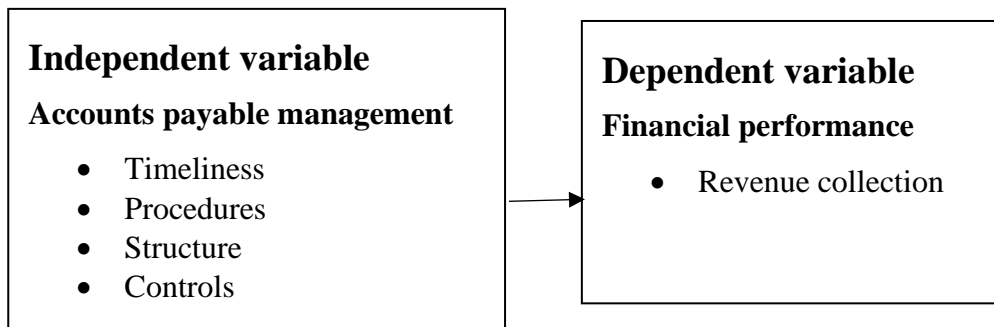 Independent variable
Accounts payable management
• Timeliness
• Procedures
• Structure
• Controls
Dependent variable
Financial performance
• Revenue collection